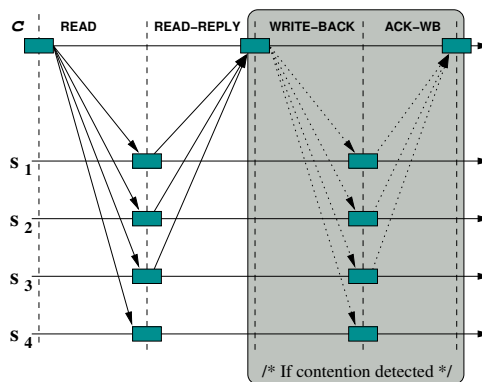 c READ READ-REPLY WRITE-BACK ACK-WB
s 1
s 2
s 3
s 4
/* If contention detected */